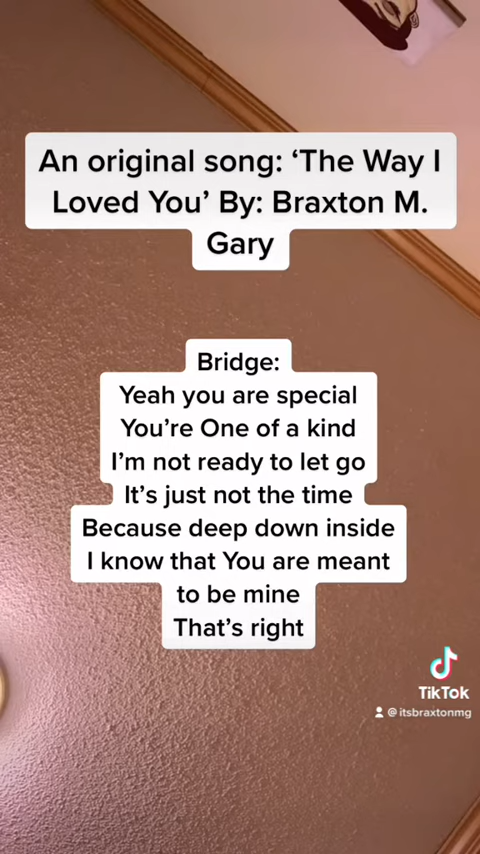 An original song: ‘The Way I
Loved You’ By: Braxton M.
Gary
Bridge:
Yeah you are special
You’re One of a kind
I’m not ready to let go
It’s just not the time
Because deep down inside
I know that You are meant
to be mine
That’s right
TikTok
@itsbraxtonmg